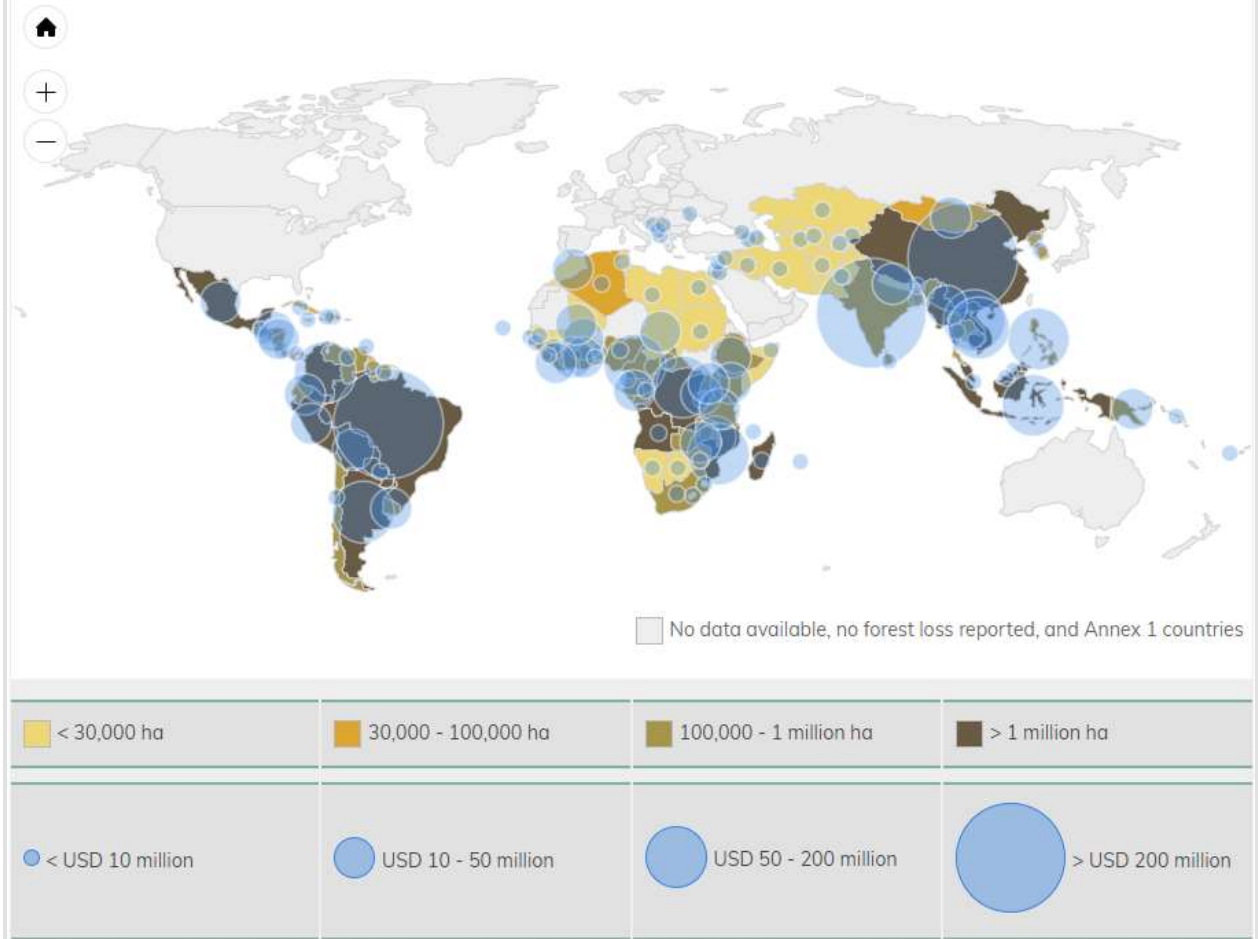 No data available, no forest loss reported, and Annex 1 countries
< 30,000 ha
30,000 - 100,000 ha
100,000 - 1 million ha
> 1 million ha
< USD 10 million
USD 10 - 50 million
USD 50 - 200 million
> USD 200 million